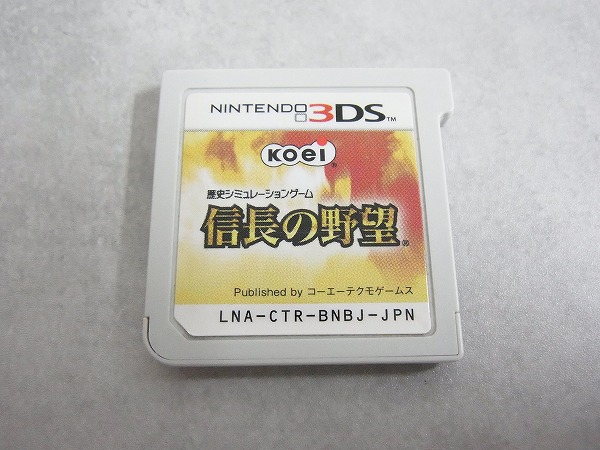 NINTENDO 3DS™
KOEI®
歴史シミュレーションゲーム
信長の野望®
Published by コーエーテクモゲームス
LNA-CTR-BNBJ-JPN